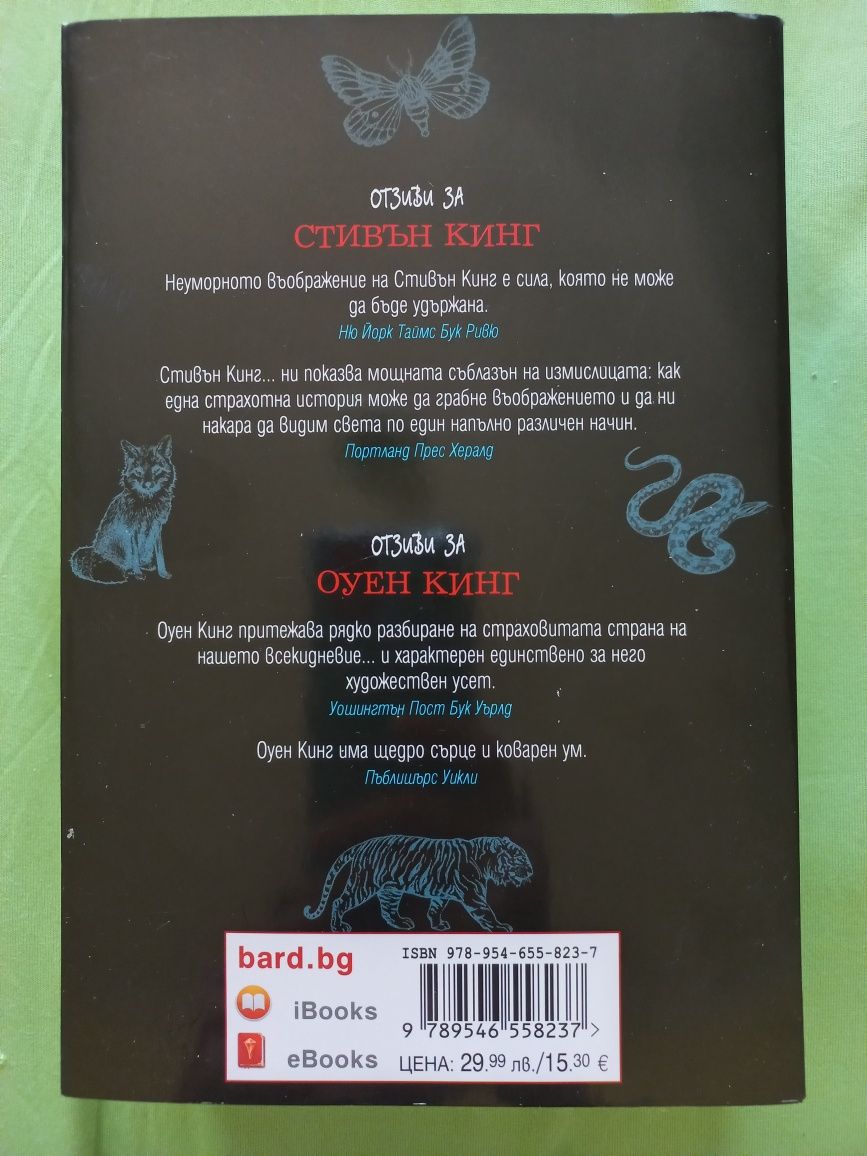 ОТЗИВИ ЗА
СТИВЪН КИНГ
Неуморното въображение на Стивън Кинг е сила, която не може
да бъде удържана.
Ню Йорк Таймс Бук Ривю
Стивън Кинг... ни показва мощната съблазън на измислицата: как
една страхотна история може да грабне въображението и да ни
накара да видим света по един напълно различен начин.
Портланд Прес Хералд
ОТЗИВИ ЗА
ОУЕН КИНГ
Оуен Кинг притежава рядко разбиране на страховитата страна на
нашето всекидневие... и характерен единствено за него
художествен усет.
Уошингтън Пост Бук Уърлд
Оуен Кинг има щедро сърце и коварен ум.
Пъблишърс Уикли
bard.bg
iBooks
eBooks
ISBN 978-954-655-823-7
9 789546 558237 >
ЦЕНА: 29.99 лв./15.30 €